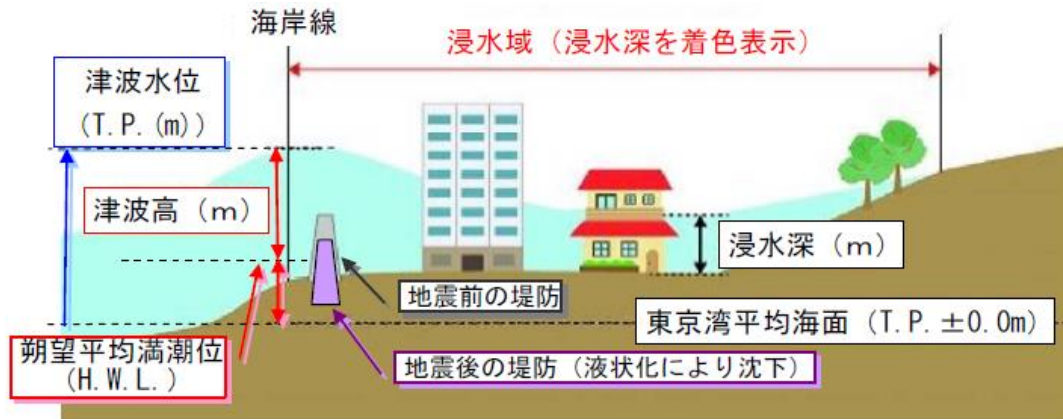 海岸線
浸水域（浸水深を着色表示）
津波水位
（T.P.(m)）
津波高（m）
浸水深（m）
地震前の堤防
東京湾平均海面（T.P.±0.0m）
朔望平均満潮位
(H.W.L.)
地震後の堤防（液状化により沈下）